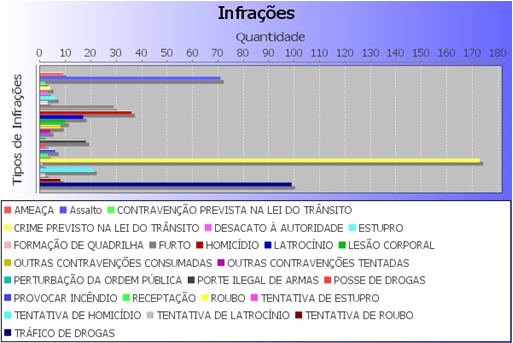 Infrações
Quantidade
0 10 20 30 40 50 60 70 80 90 100 110 120 130 140 150 160 170 180
Tipos de Infrações
AMEAÇA Assalto CONTRAVENÇÃO PREVISTA NA LEI DO TRÂNSITO
CRIME PREVISTO NA LEI DO TRÂNSITO DESACATO À AUTORIDADE ESTUPRO
FORMAÇÃO DE QUADRILHA FURTO HOMICÍDIO LATROCÍNIO LESÃO CORPORAL
OUTRAS CONTRAVENÇÕES CONSUMADAS OUTRAS CONTRAVENÇÕES TENTADAS
PERTURBAÇÃO DA ORDEM PÚBLICA PORTE ILEGAL DE ARMAS POSSE DE DROGAS
PROVOCAR INCÊNDIO RECEPTAÇÃO ROUBO TENTATIVA DE ESTUPRO
TENTATIVA DE HOMICÍDIO TENTATIVA DE LATROCÍNIO TENTATIVA DE ROUBO
TRÁFICO DE DROGAS